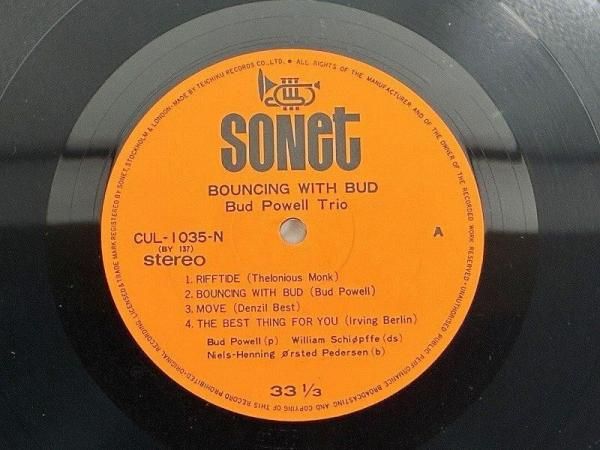 ORIGINAL RECORDING LICENSED & TRADE MARK REGISTERED BY SONET, STOCKHOLM & LONDON • MADE BY TEICHIKU RECORDS CO., LTD. • ALL RIGHTS OF THE MANUFACTURER AND OF THE OWNER OF THE RECORDED WORK RESERVED • UNAUTHORISED PUBLIC PERFORMANCE BROADCASTING AND COPYING OF THIS RECORD PROHIBITED •
SONet
BOUNCING WITH BUD
Bud Powell Trio
CUL-1035-N
A
(BY 137)
stereo
1. RIFFTIDE (Thelonious Monk)
2. BOUNCING WITH BUD (Bud Powell)
3. MOVE (Denzil Best)
4. THE BEST THING FOR YOU (Irving Berlin)
Bud Powell(p) William Schiøpffe(ds)
Niels-Henning Ørsted Pedersen(b)
33 1/3